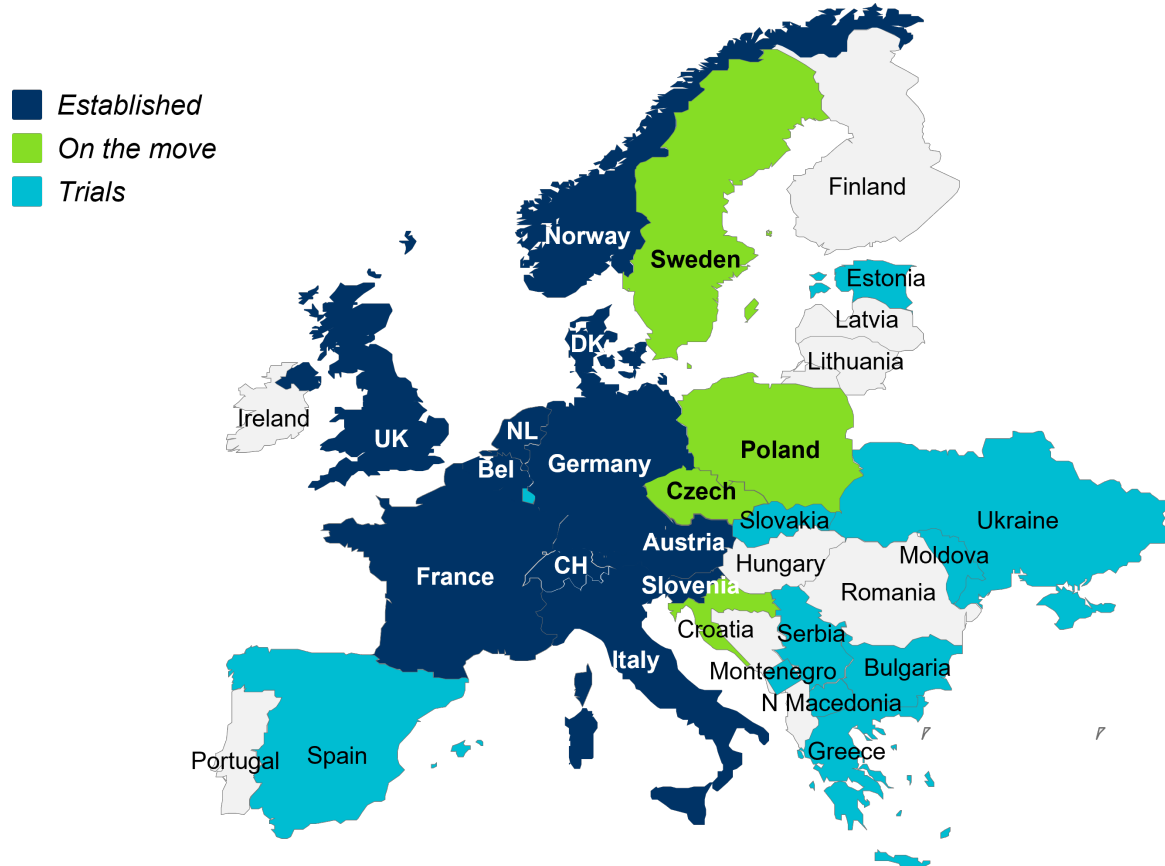 Established
On the move
Trials
Finland
Norway
Sweden
Estonia
Latvia
DK
Lithuania
Ireland
UK
NL
Bel
Germany
Poland
Czech
Slovakia
Ukraine
Austria
Moldova
France
CH
Hungary
Slovenia
Romania
Croatia
Serbia
Italy
Montenegro
Bulgaria
N Macedonia
Portugal
Spain
Greece